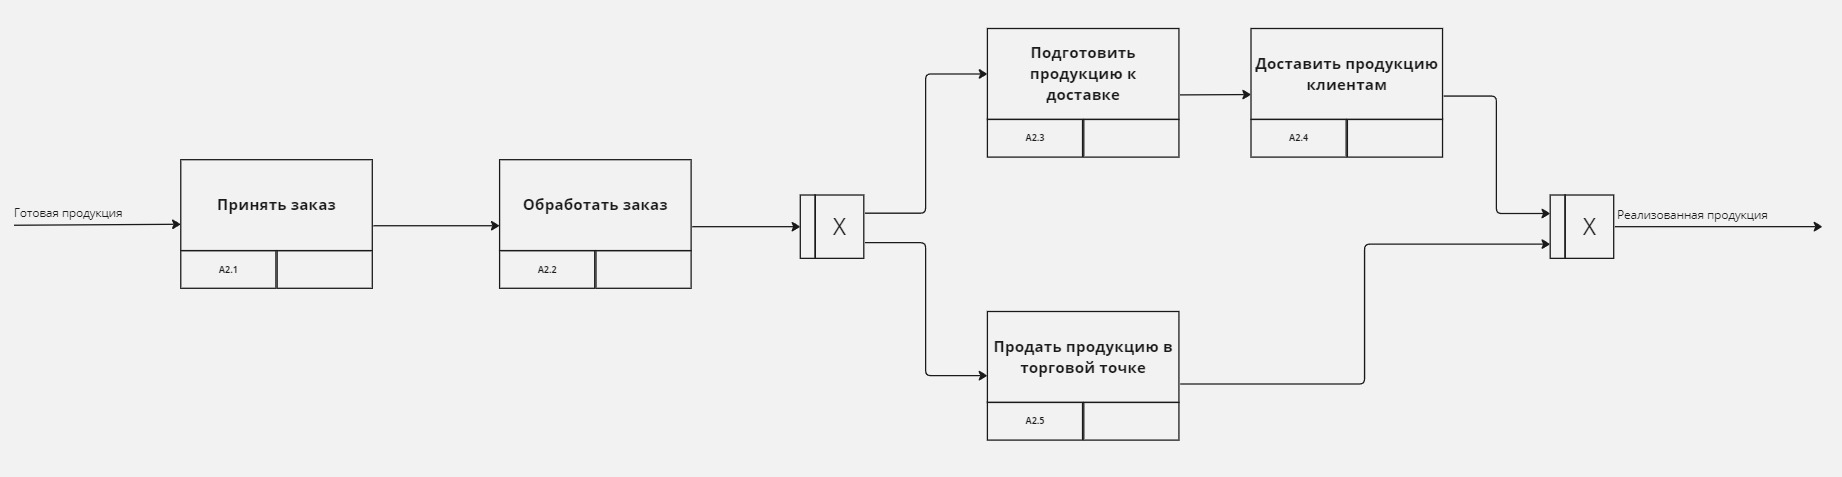 Готовая продукция
Принять заказ
A2.1
Обработать заказ
A2.2
X
Подготовить
продукцию к
доставке
A2.3
Доставить продукцию
клиентам
A2.4
Продать продукцию в
торговой точке
A2.5
X
Реализованная продукция